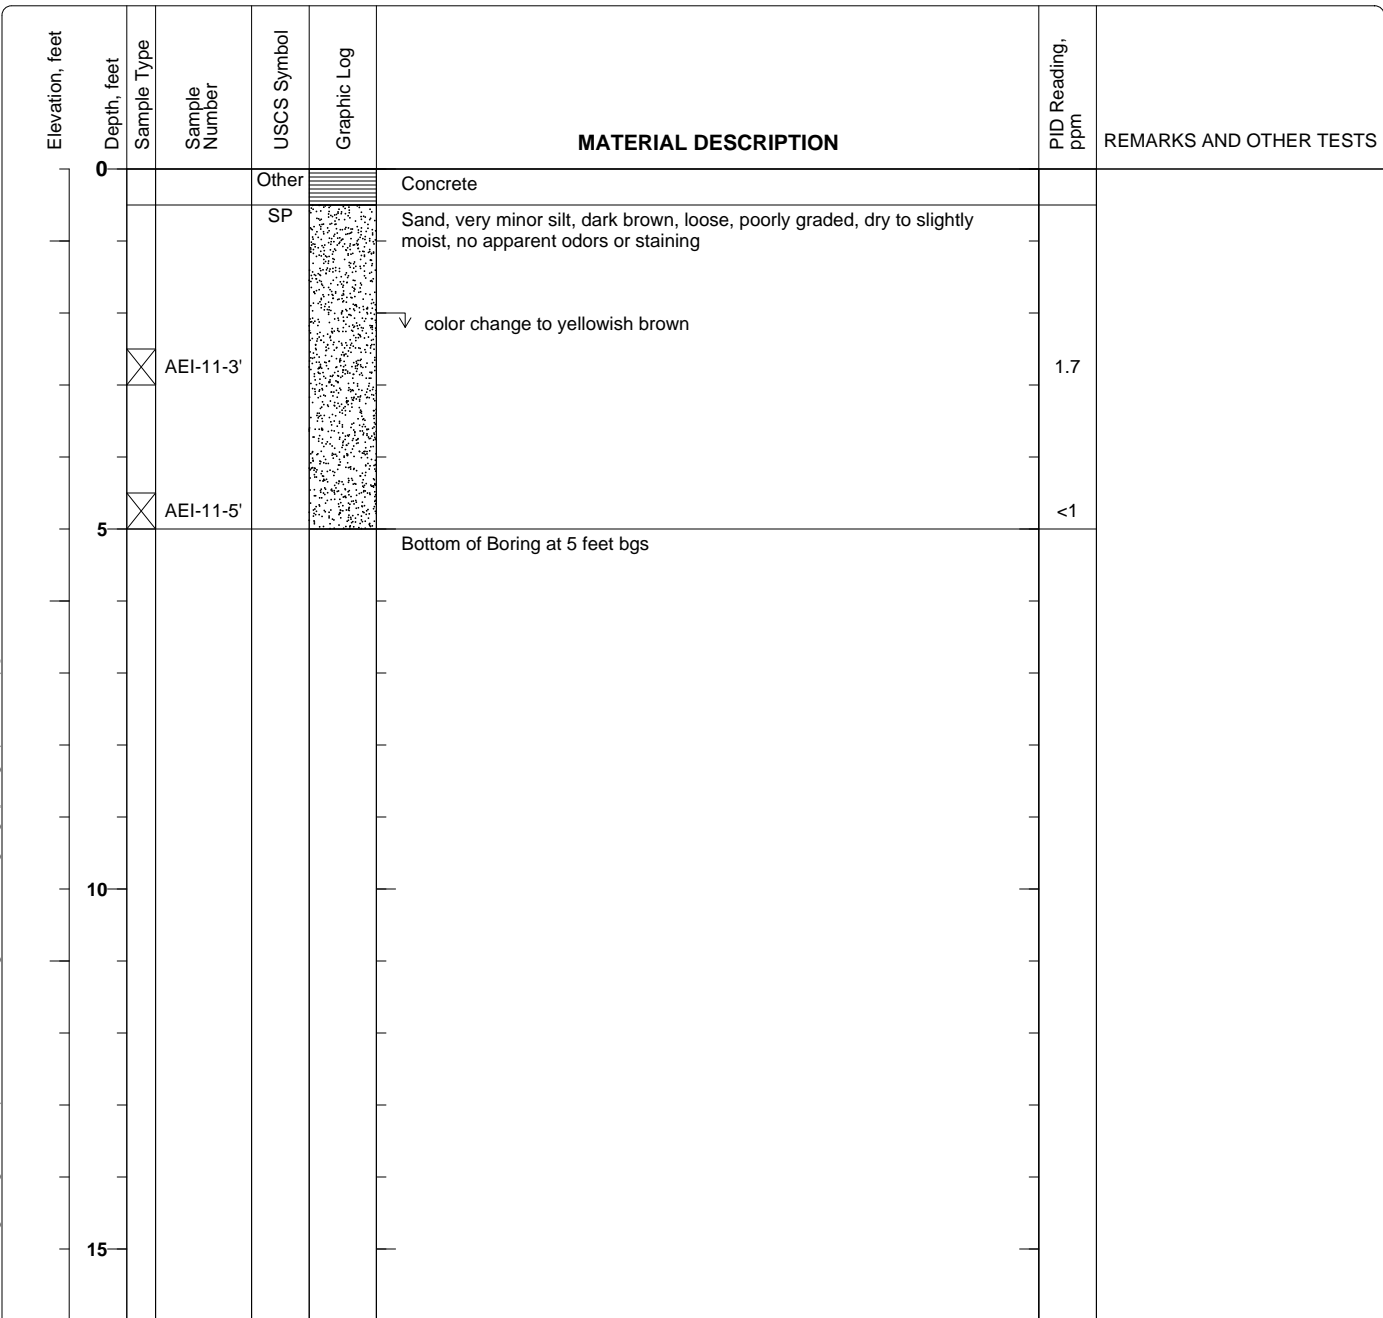 Elevation, feet
Depth, feet
Sample Type
Sample
Number
USCS Symbol
Graphic Log
MATERIAL DESCRIPTION
PID Reading,
ppm
REMARKS AND OTHER TESTS
0
Other
Concrete
SP
Sand, very minor silt, dark brown, loose, poorly graded, dry to slightly
moist, no apparent odors or staining
color change to yellowish brown
AEI-11-3'
1.7
AEI-11-5'
<1
5
Bottom of Boring at 5 feet bgs
10
15